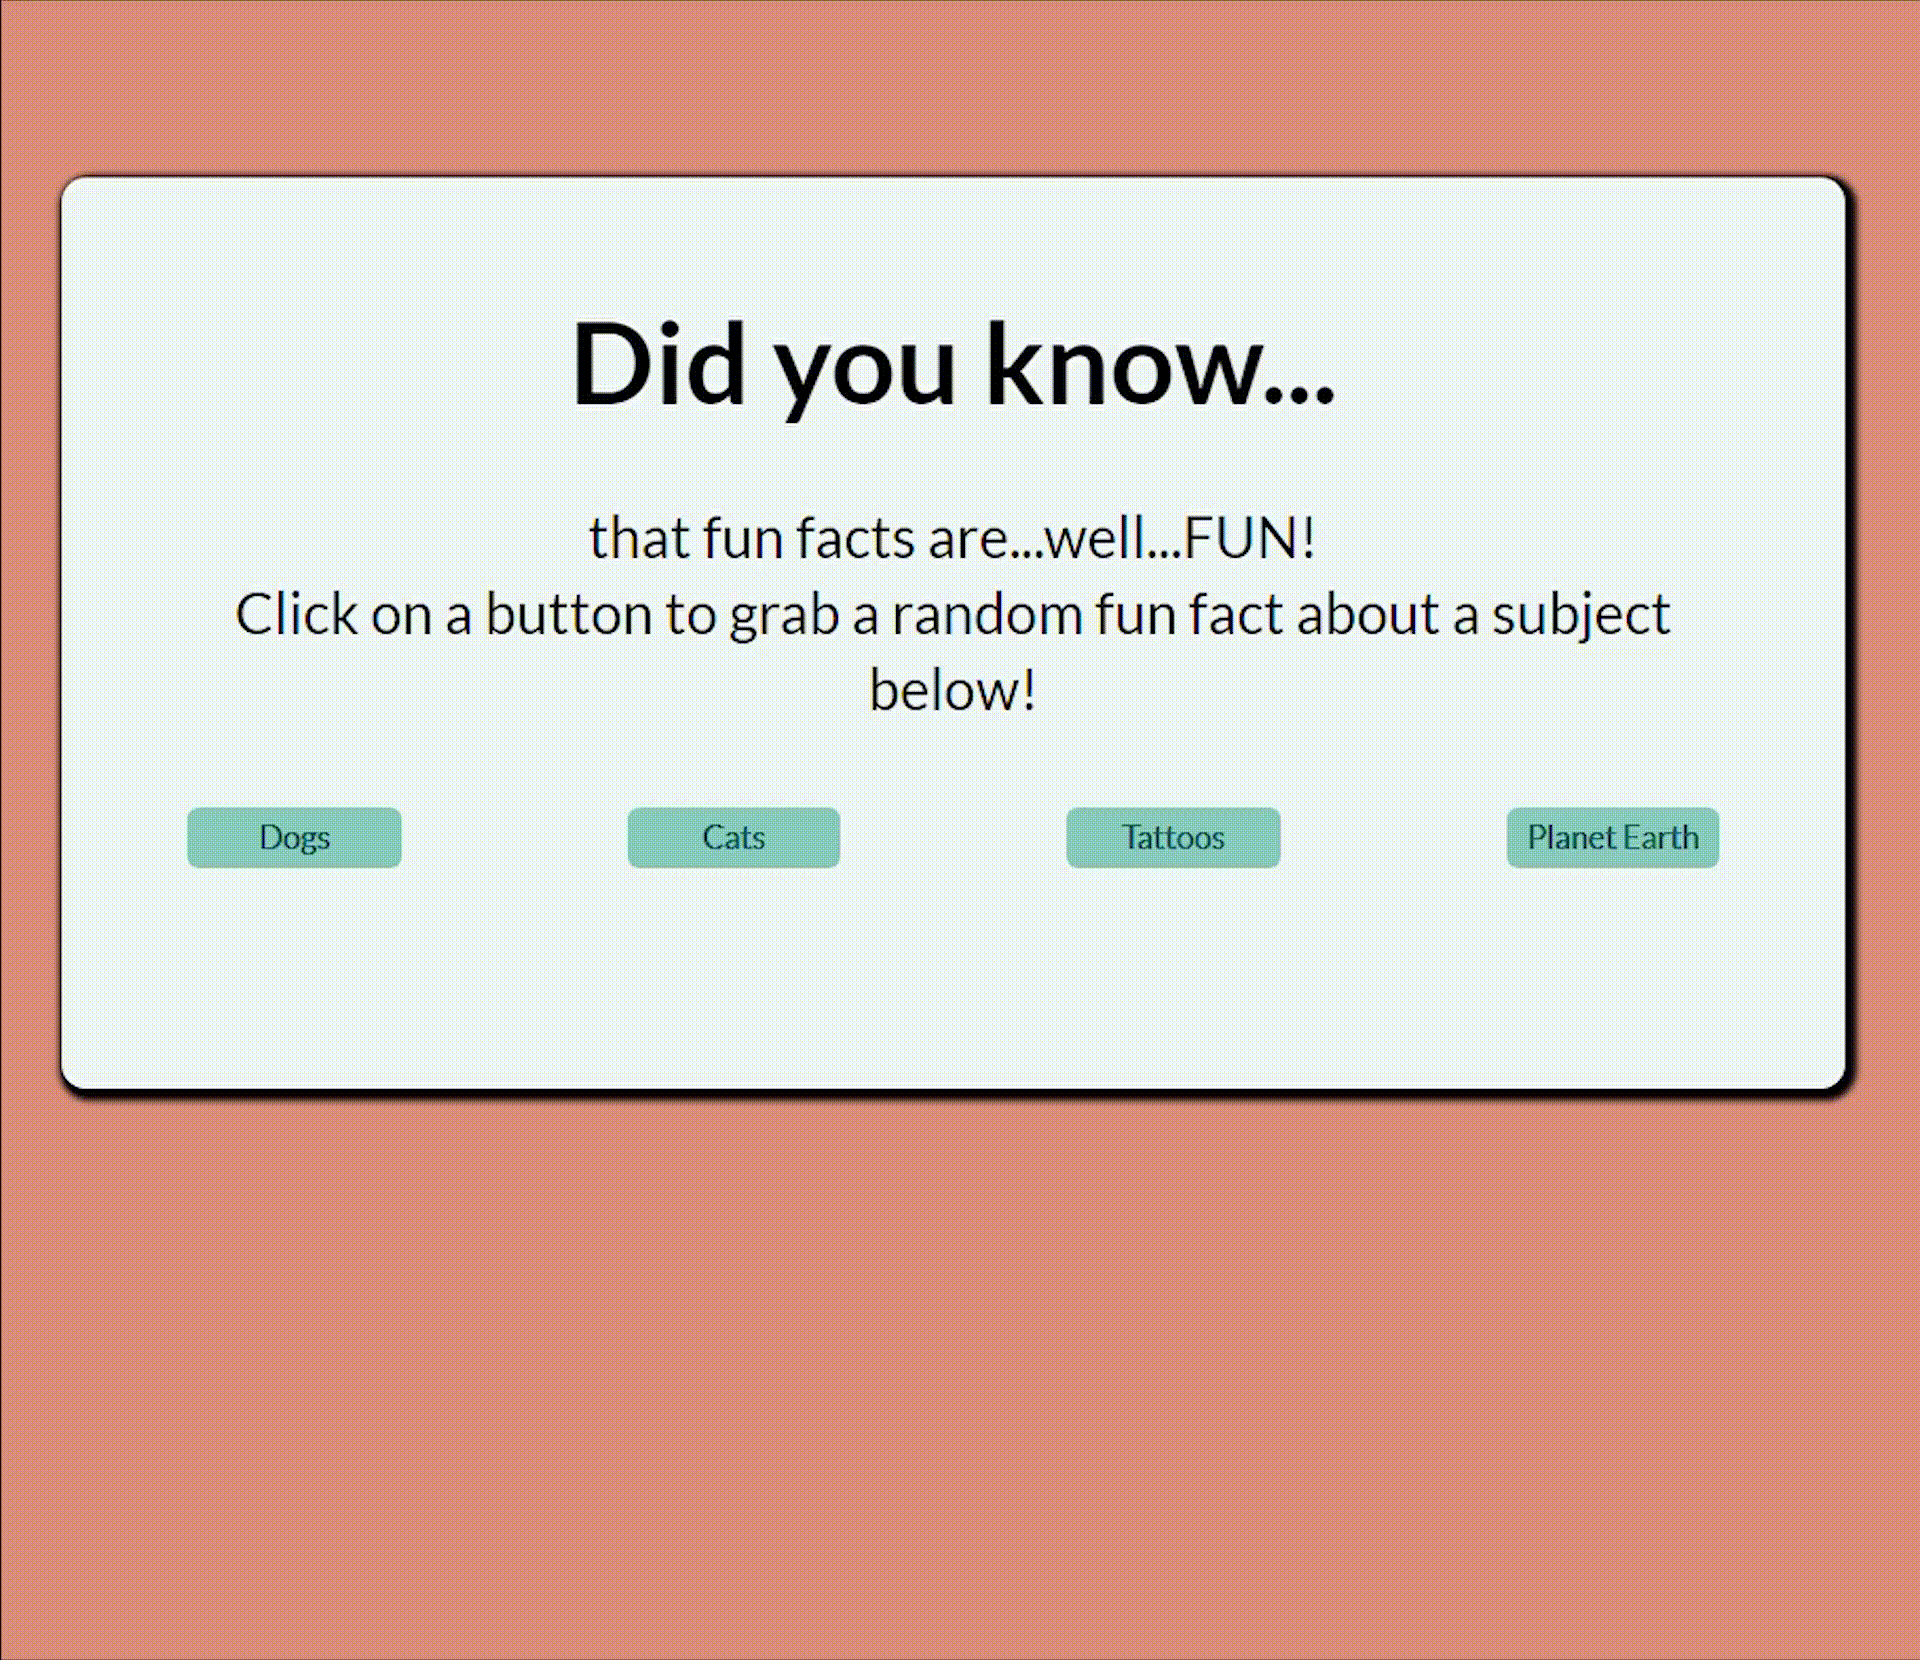 Did you know...
that fun facts are...well...FUN!
Click on a button to grab a random fun fact about a subject
below!
Dogs
Cats
Tattoos
Planet Earth